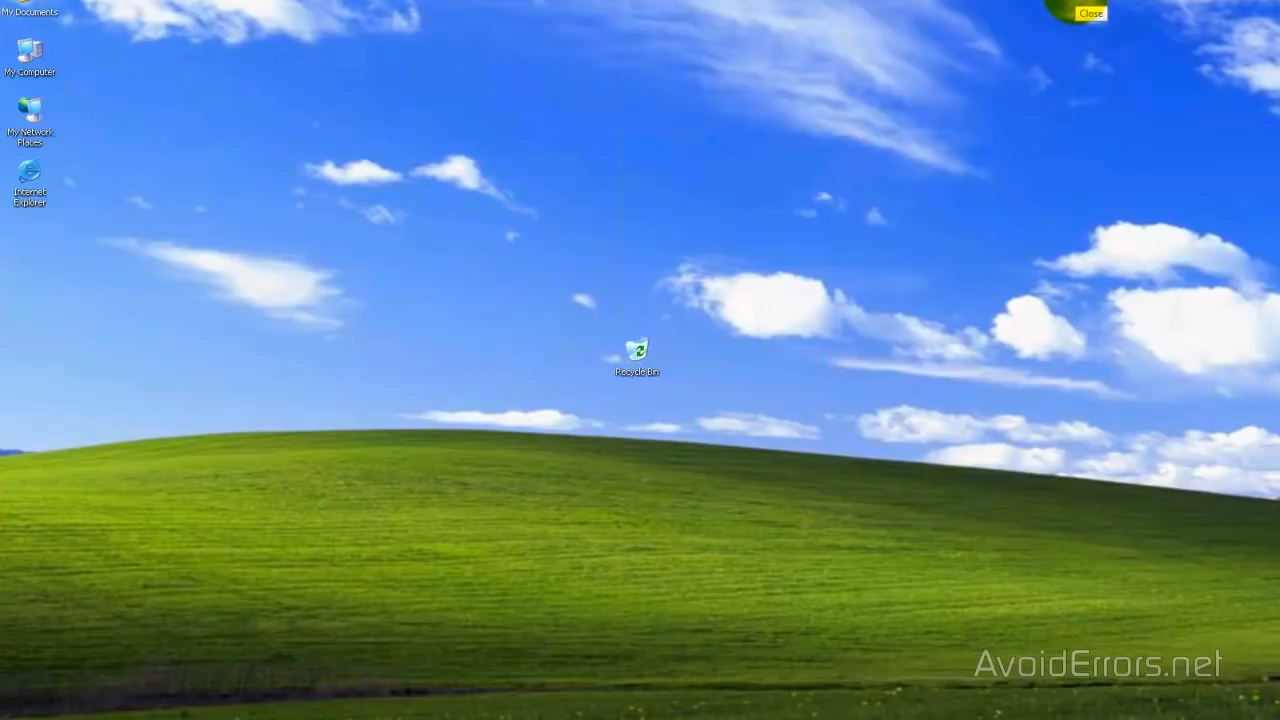 My Documents
Close
My Computer
My Network
Places
Internet
Explorer
Recycle Bin
AvoidErrors.net